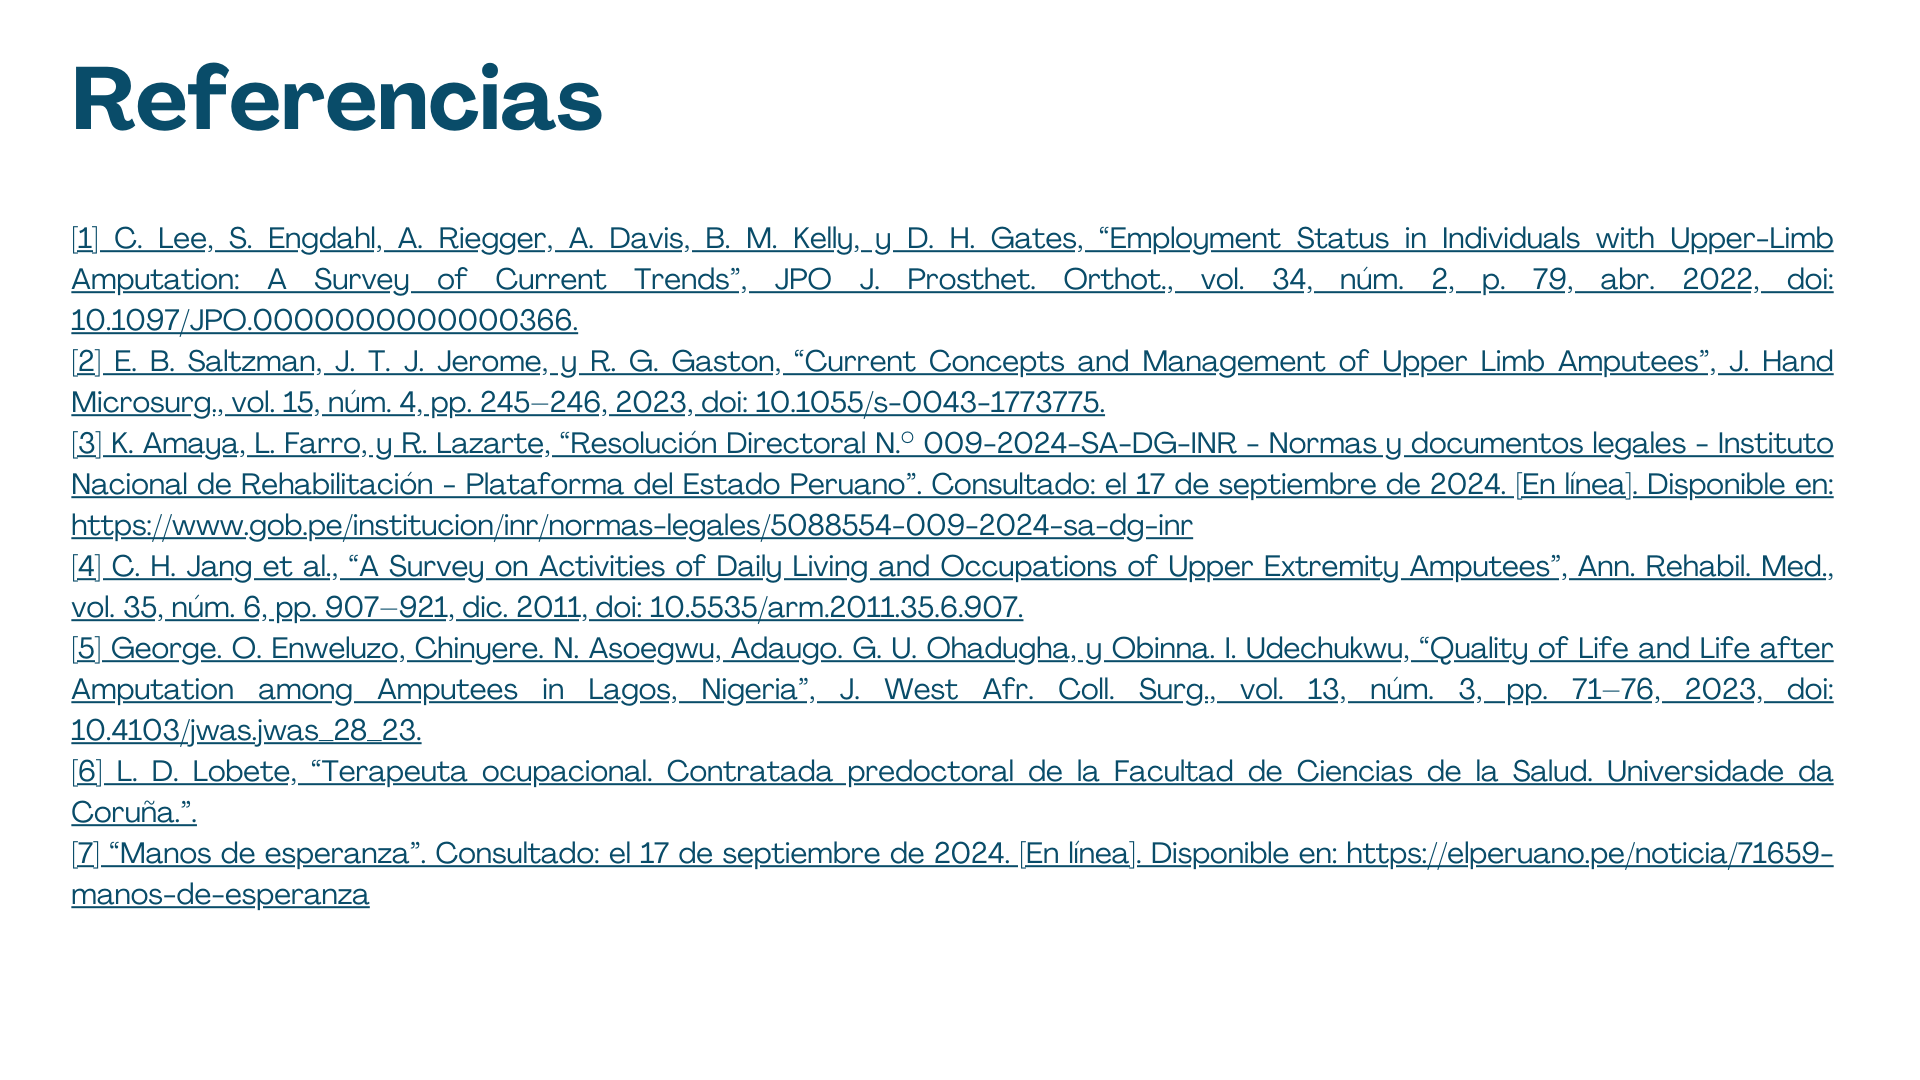 Referencias
[1] C. Lee, S. Engdahl, A. Riegger, A. Davis, B. M. Kelly, y D. H. Gates, “Employment Status in Individuals with Upper-Limb
Amputation: A Survey of Current Trends”, JPO J. Prosthet. Orthot., vol. 34, núm. 2, p. 79, abr. 2022, doi:
10.1097/JPO.0000000000000366.
[2] E. B. Saltzman, J. T. J. Jerome, y R. G. Gaston, “Current Concepts and Management of Upper Limb Amputees”, J. Hand
Microsurg., vol. 15, núm. 4, pp. 245–246, 2023, doi: 10.1055/s-0043-1773775.
[3] K. Amaya, L. Farro, y R. Lazarte, “Resolución Directoral N.° 009-2024-SA-DG-INR - Normas y documentos legales - Instituto
Nacional de Rehabilitación - Plataforma del Estado Peruano”. Consultado: el 17 de septiembre de 2024. [En línea]. Disponible en:
https://www.gob.pe/institucion/inr/normas-legales/5088554-009-2024-sa-dg-inr
[4] C. H. Jang et al., “A Survey on Activities of Daily Living and Occupations of Upper Extremity Amputees”, Ann. Rehabil. Med.,
vol. 35, núm. 6, pp. 907–921, dic. 2011, doi: 10.5535/arm.2011.35.6.907.
[5] George. O. Enweluzo, Chinyere. N. Asoegwu, Adaugo. G. U. Ohadugha, y Obinna. I. Udechukwu, “Quality of Life and Life after
Amputation among Amputees in Lagos, Nigeria”, J. West Afr. Coll. Surg., vol. 13, núm. 3, pp. 71–76, 2023, doi:
10.4103/jwas.jwas_28_23.
[6] L. D. Lobete, “Terapeuta ocupacional. Contratada predoctoral de la Facultad de Ciencias de la Salud. Universidade da
Coruña.”.
[7] “Manos de esperanza”. Consultado: el 17 de septiembre de 2024. [En línea]. Disponible en: https://elperuano.pe/noticia/71659-
manos-de-esperanza